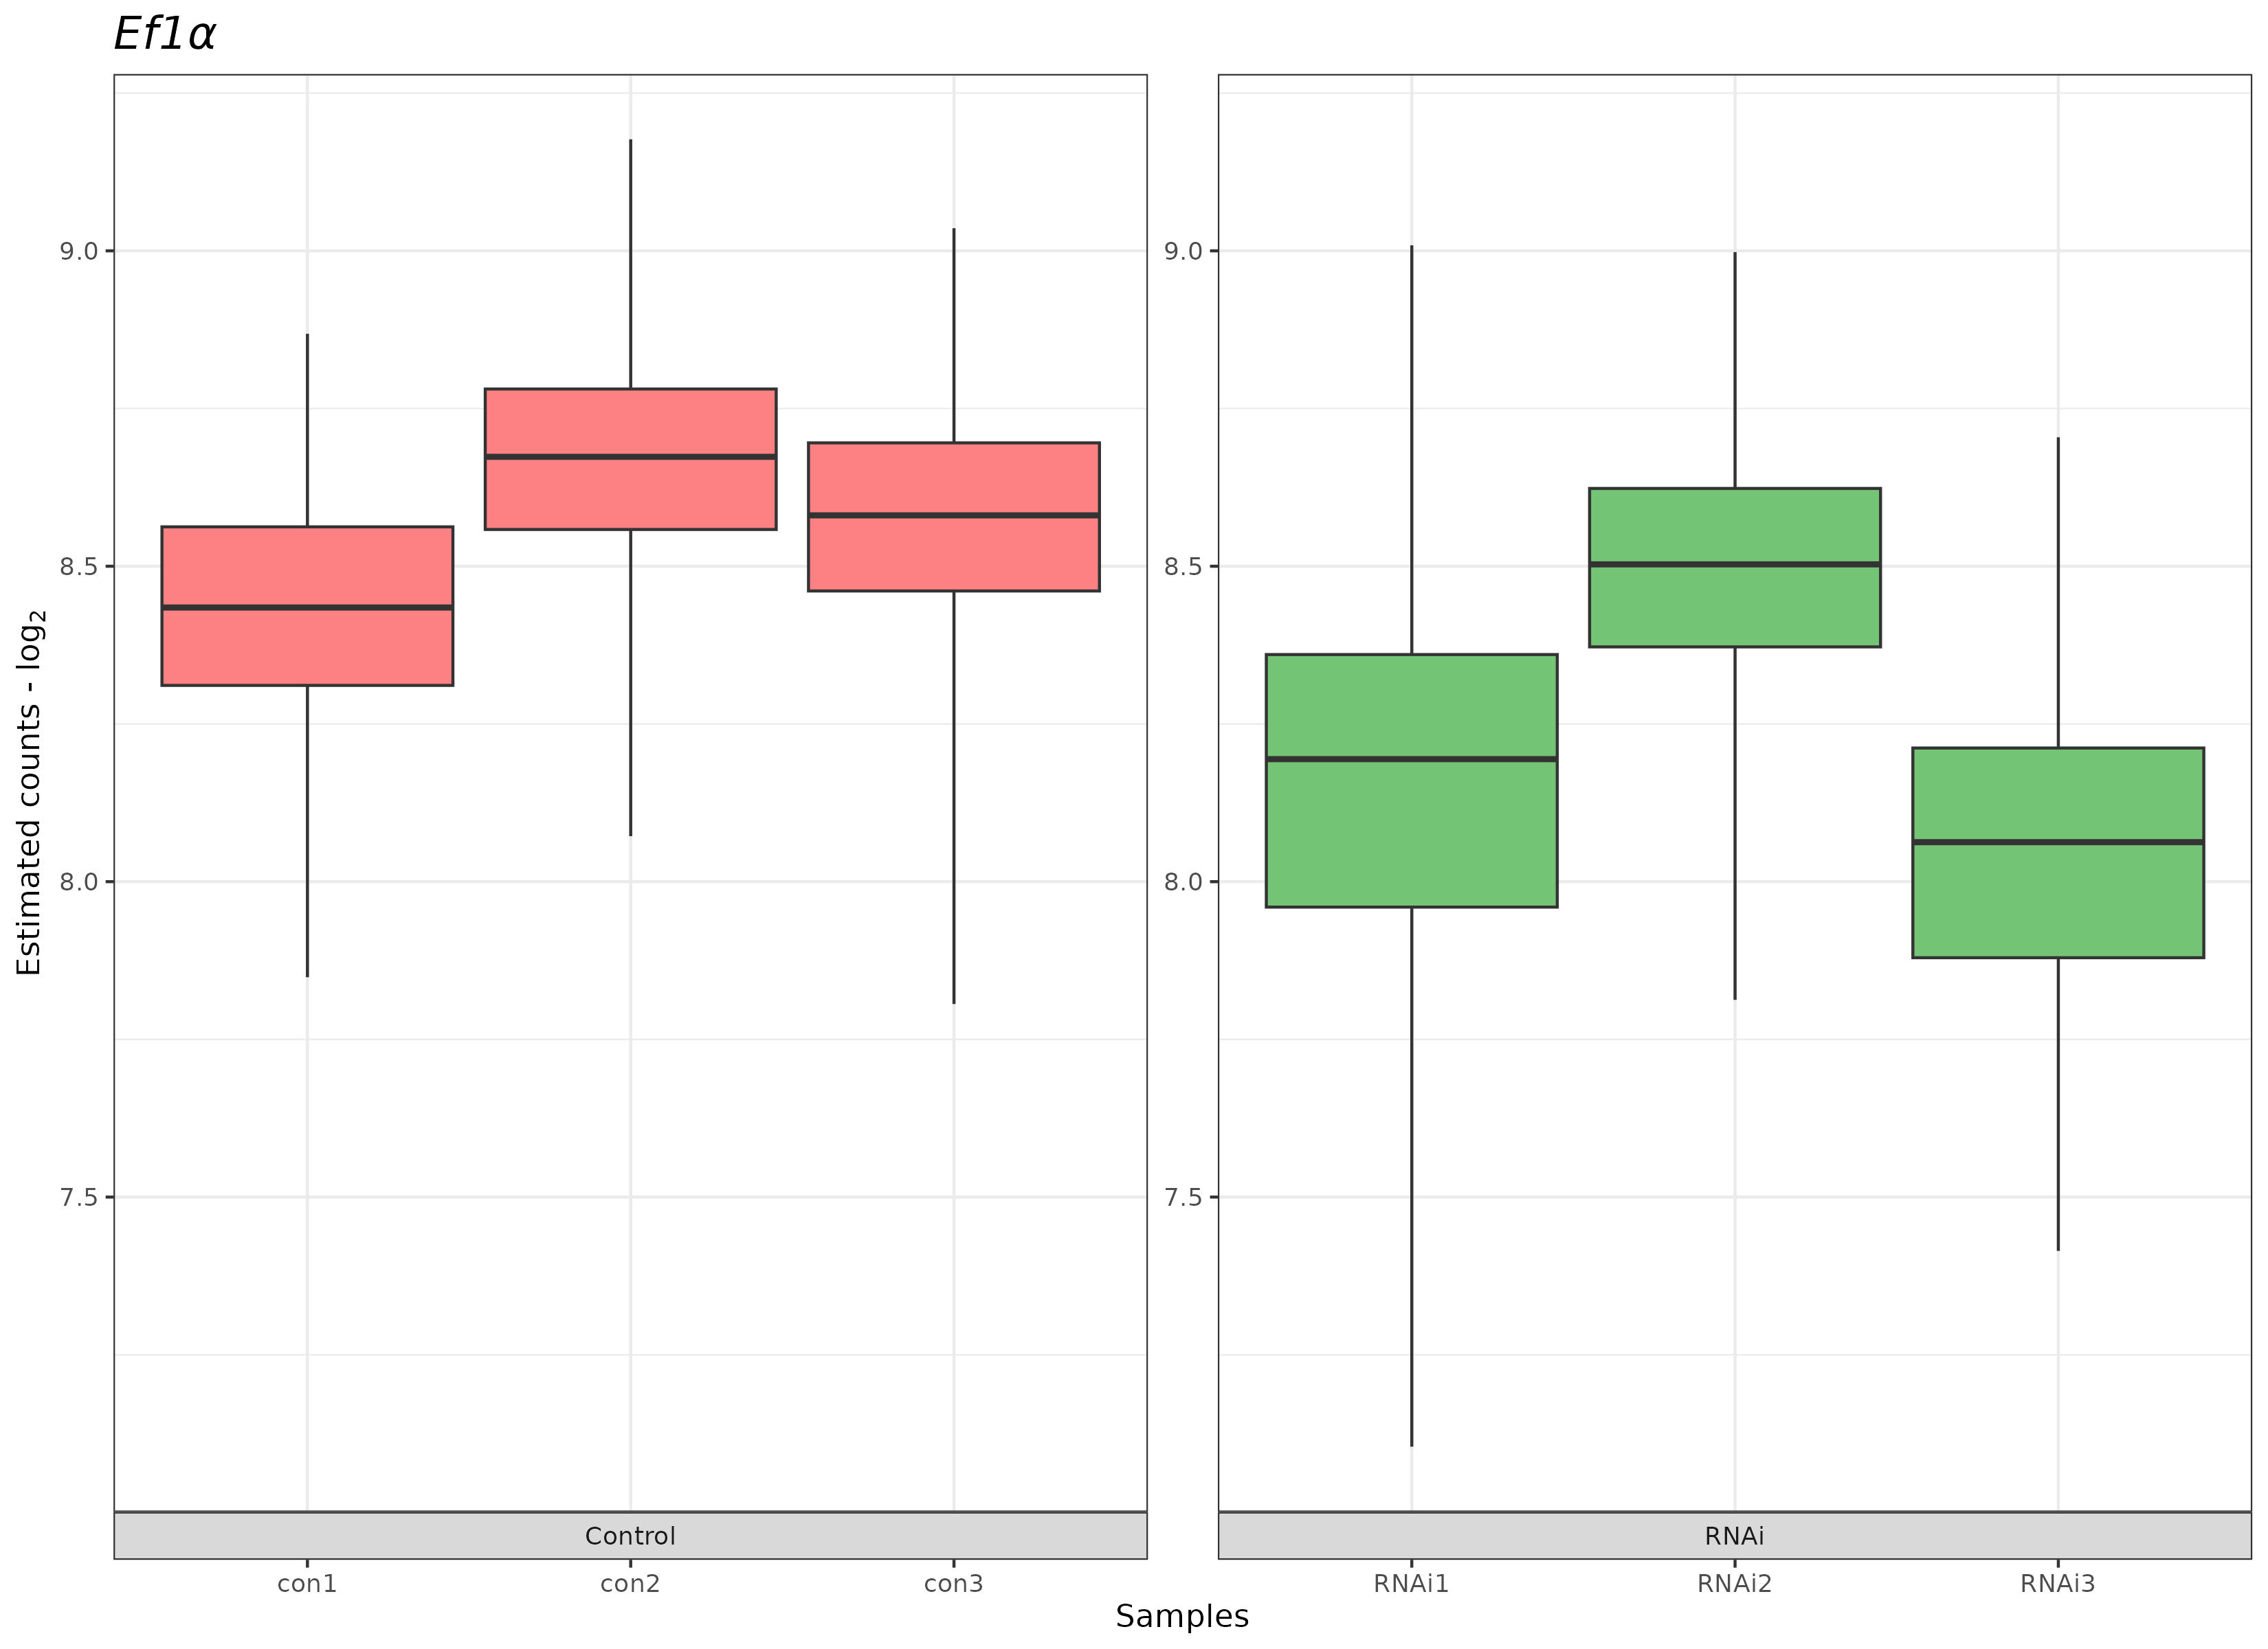 Ef1α
Estimated counts - log2
9.0
8.5
8.0
7.5
9.0
8.5
8.0
7.5
Control
RNAi
con1
con2
con3
RNAi1
RNAi2
RNAi3
Samples